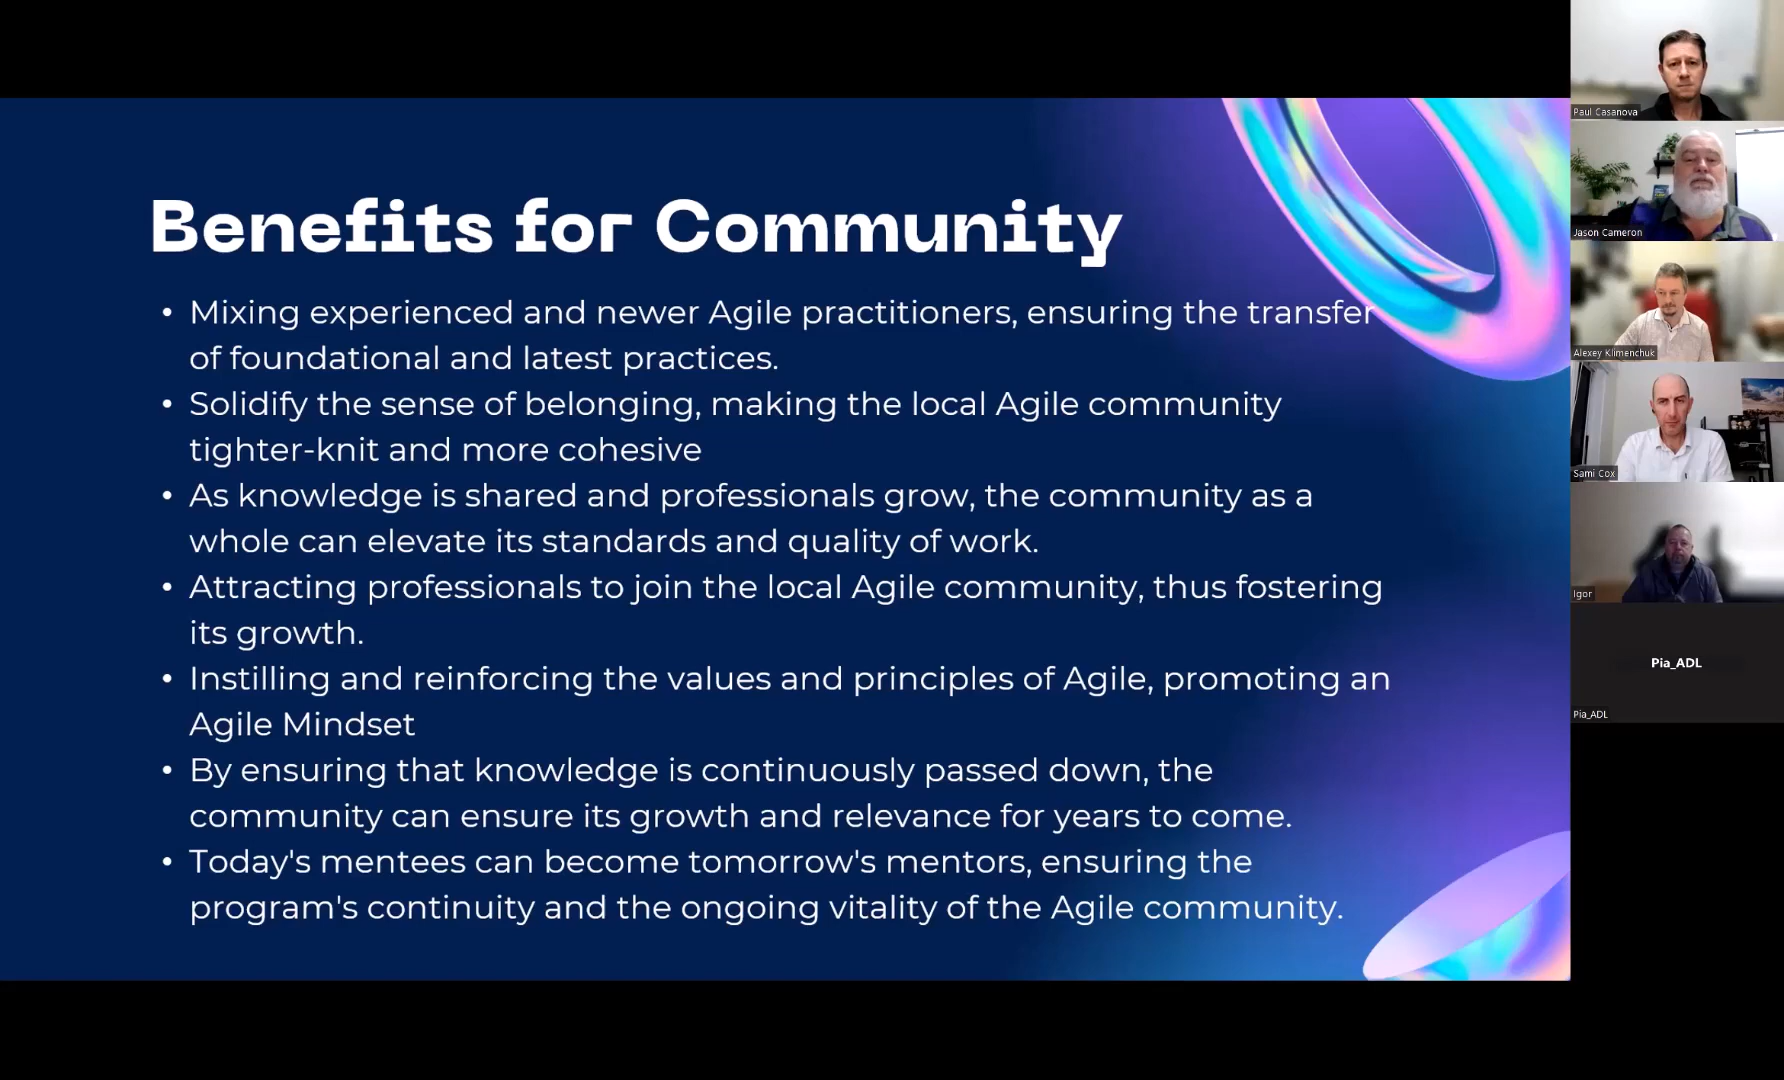 Benefits for Community
• Mixing experienced and newer Agile practitioners, ensuring the transfer
of foundational and latest practices.
• Solidify the sense of belonging, making the local Agile community
tighter-knit and more cohesive
• As knowledge is shared and professionals grow, the community as a
whole can elevate its standards and quality of work.
• Attracting professionals to join the local Agile community, thus fostering
its growth.
• Instilling and reinforcing the values and principles of Agile, promoting an
Agile Mindset
• By ensuring that knowledge is continuously passed down, the
community can ensure its growth and relevance for years to come.
• Today's mentees can become tomorrow's mentors, ensuring the
program's continuity and the ongoing vitality of the Agile community.
Paul Casanova
Jason Cameron
Alexey Klimenchuk
Sami Cox
Igor
Pia_ADL
Pia_ADL